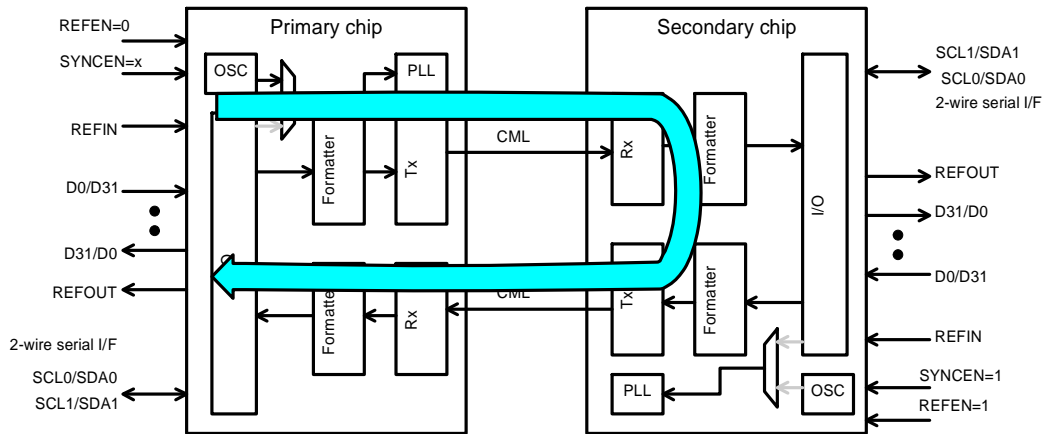 Primary chip
Secondary chip
REFEN=0
SYNCEN=x
REFIN
D0/D31
D31/D0
REFOUT
2-wire serial I/F
SCL0/SDA0
SCL1/SDA1
OSC
PLL
Formatter
Tx
CML
Rx
Formatter
I/O
Formatter
Rx
CML
Tx
Formatter
PLL
OSC
SCL1/SDA1
SCL0/SDA0
2-wire serial I/F
REFOUT
D31/D0
D0/D31
REFIN
SYNCEN=1
REFEN=1